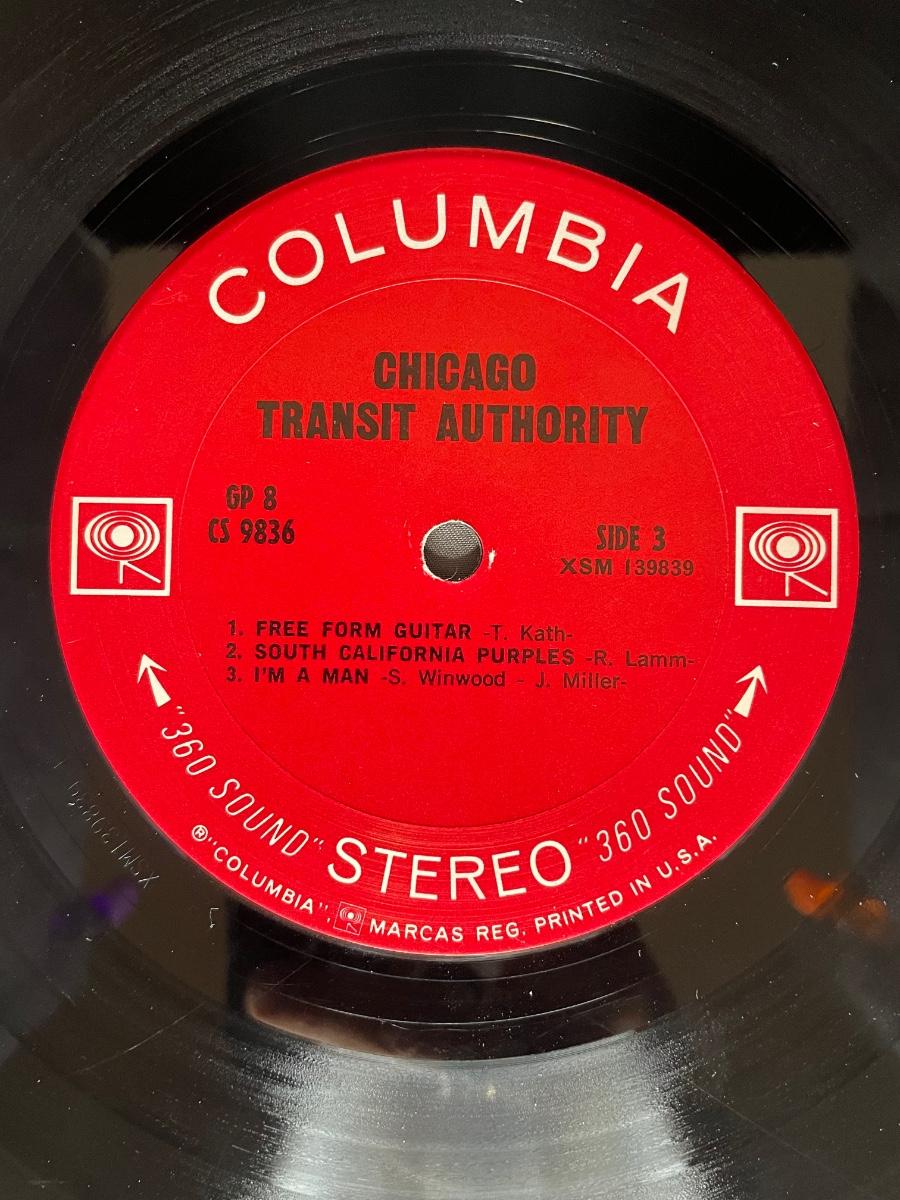 COLUMBIA
CHICAGO
TRANSIT AUTHORITY
GP 8
CS 9836
SIDE 3
XSM 139839
1. FREE FORM GUITAR -T. Kath-
2. SOUTH CALIFORNIA PURPLES -R. Lamm-
3. I'M A MAN -S. Winwood - J. Miller-
"360 SOUND" STEREO "360 SOUND"
®"COLUMBIA", MARCAS REG. PRINTED IN U.S.A.